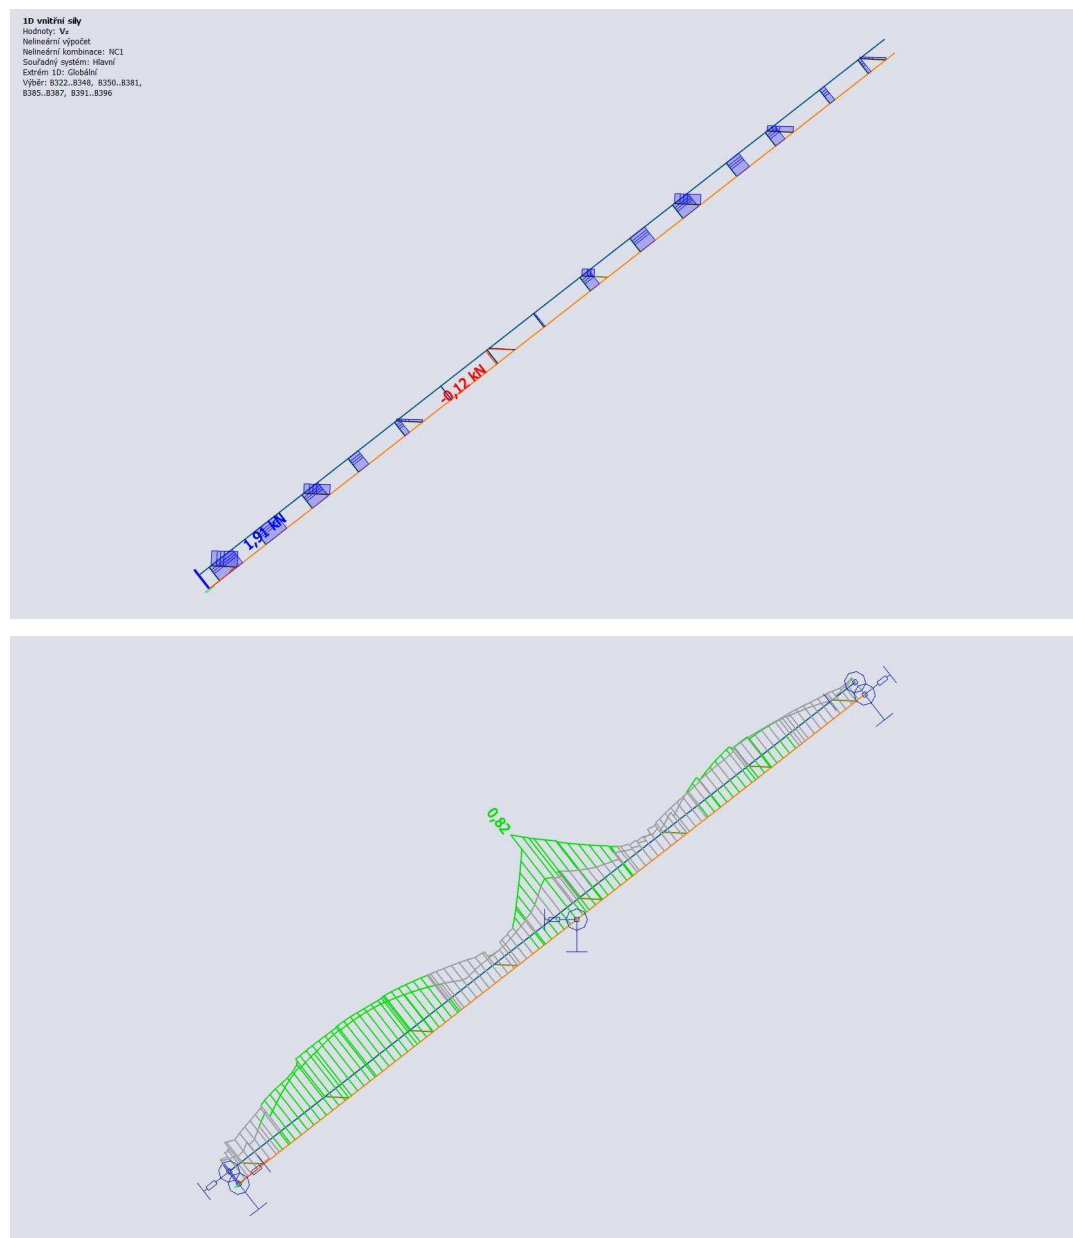 1D vnitřní síly
Hodnoty: Vz
Nelineární výpočet
Nelineární kombinace: NC1
Souřadný systém: Hlavní
Extrém 1D: Globální
Výběr: B322..B348, B350..B381,
B385..B387, B391..B396
-0,12 kN
1,91 kN
0,82